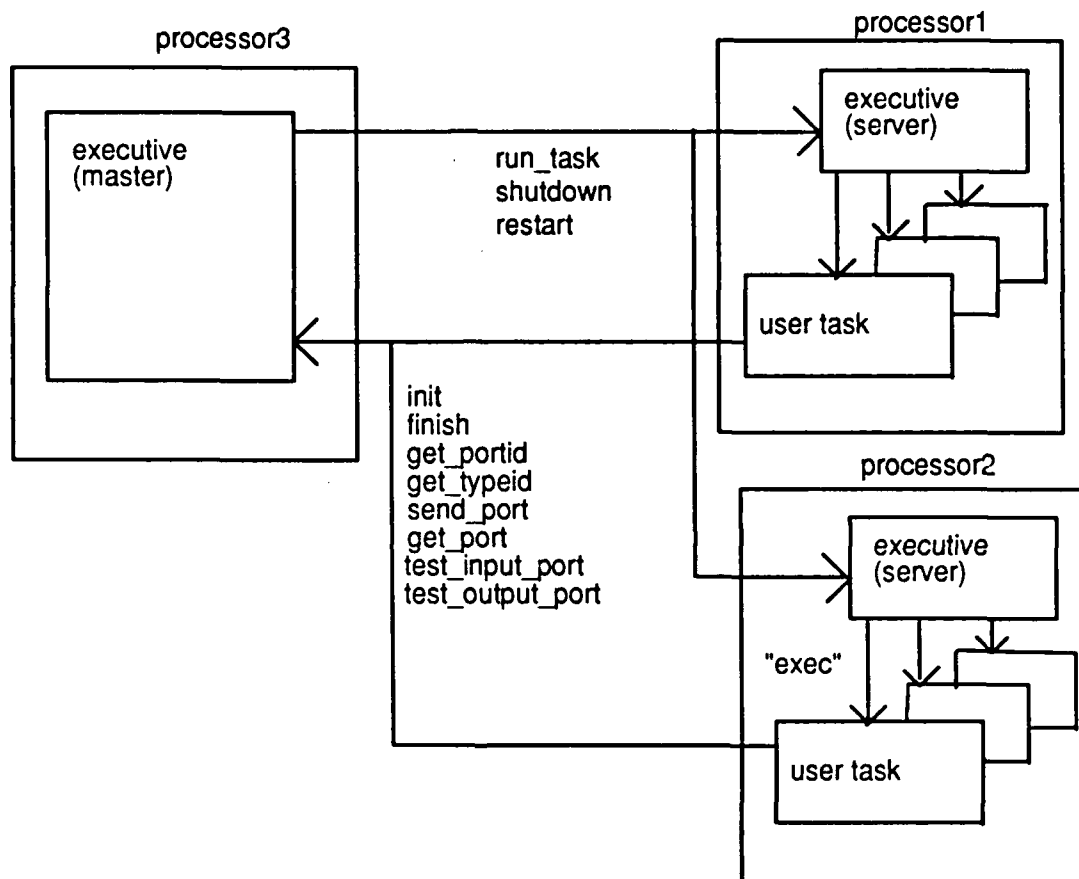 processor3
processor1
executive
(master)
executive
(server)
run_task
shutdown
restart
user task
init
finish
get_portid
get_typeid
send_port
get_port
test_input_port
test_output_port
processor2
executive
(server)
"exec"
user task